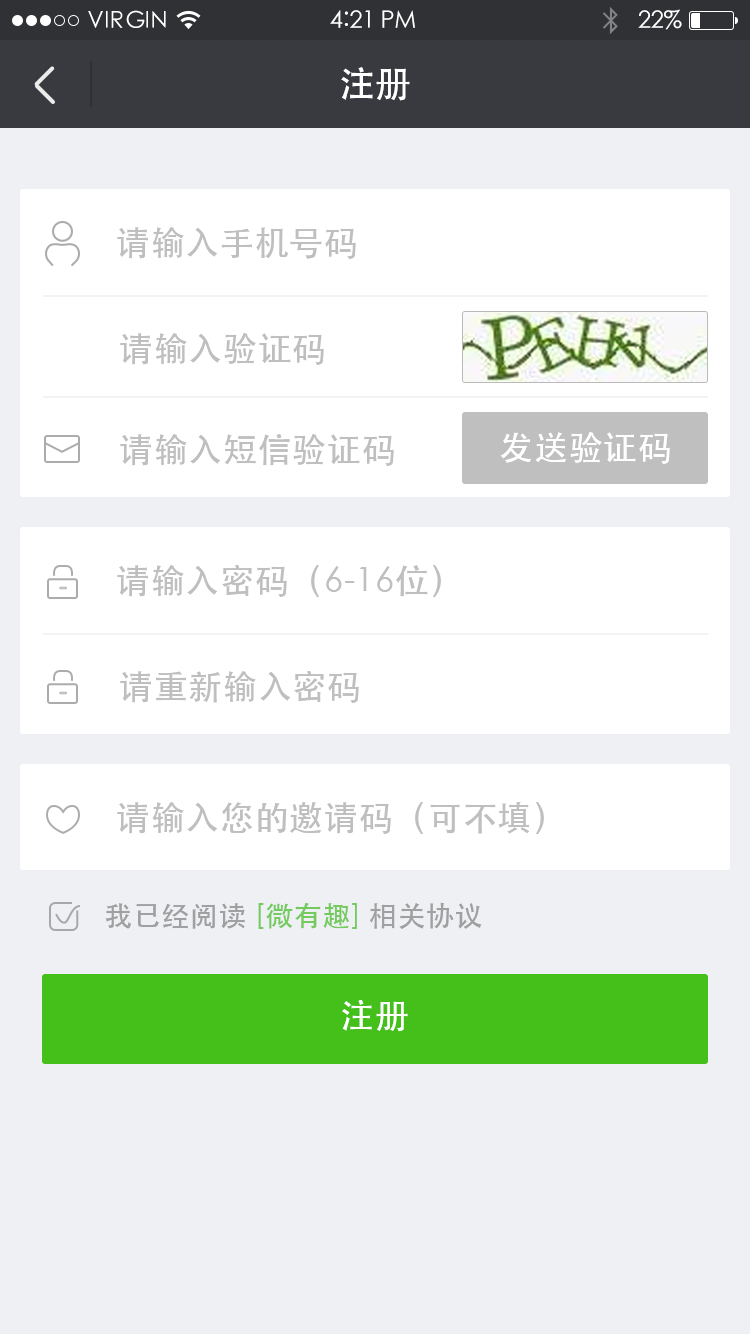 VIRGIN 4:21 PM 22%
注册
请输入手机号码
请输入验证码
请输入短信验证码 发送验证码
请输入密码（6-16位）
请重新输入密码
请输入您的邀请码（可不填）
我已经阅读 [微有趣] 相关协议
注册